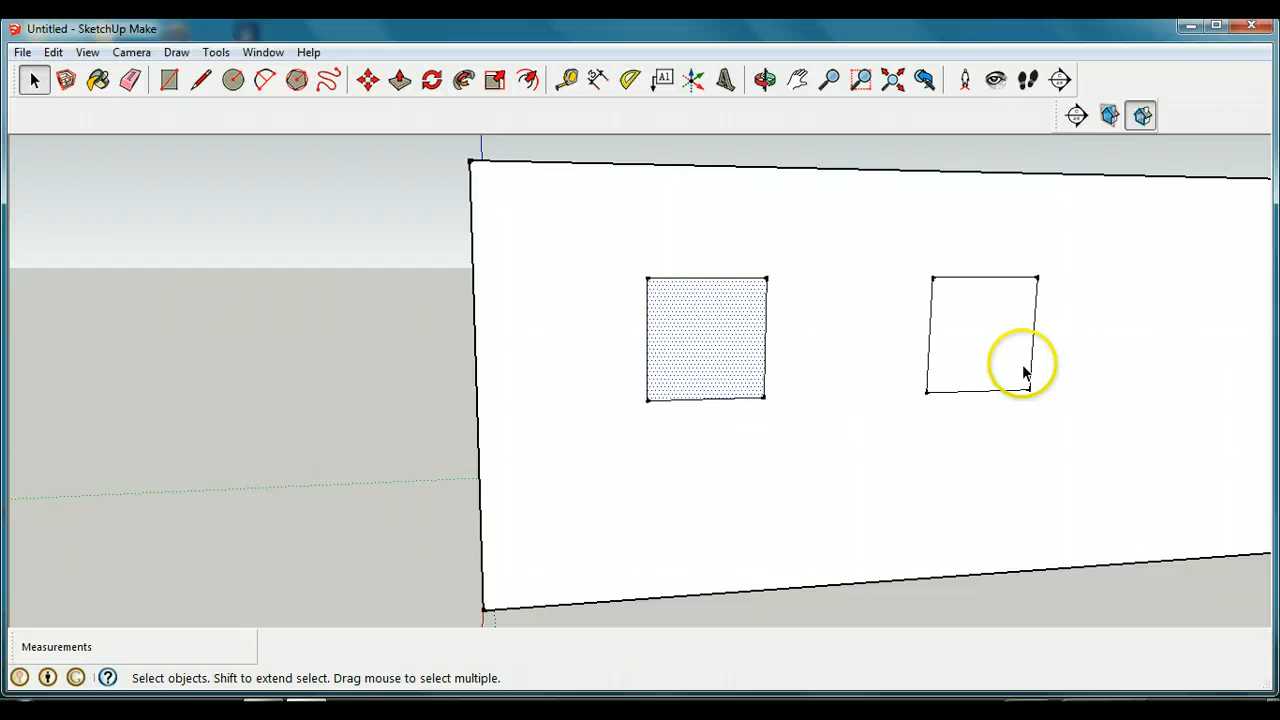 Untitled - SketchUp Make
File Edit View Camera Draw Tools Window Help
A1
Measurements
Select objects. Shift to extend select. Drag mouse to select multiple.